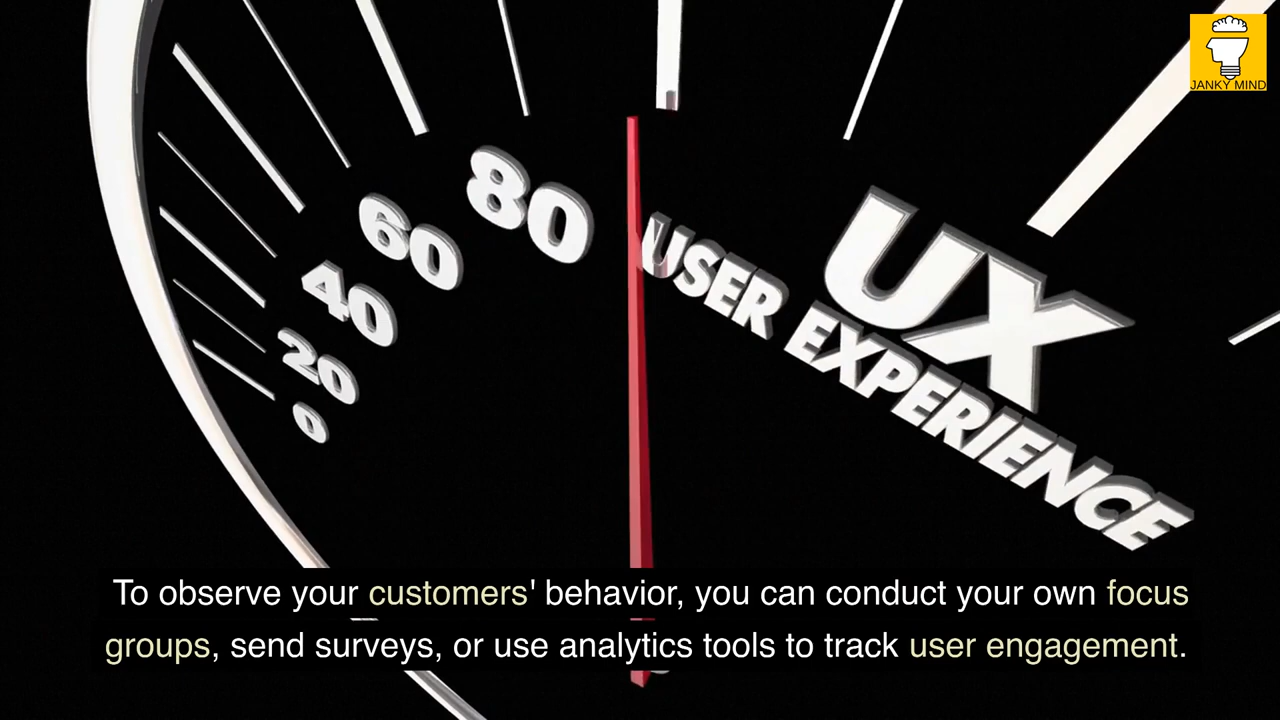 JANKY MIND
80
60
40
20
0
UX
USER EXPERIENCE
To observe your customers' behavior, you can conduct your own focus
groups, send surveys, or use analytics tools to track user engagement.